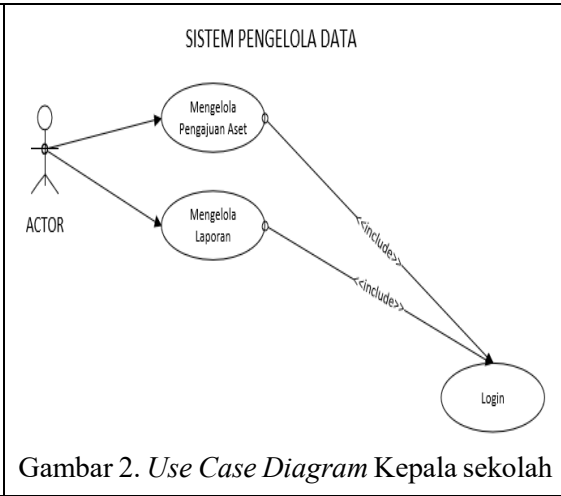 SISTEM PENGELOLA DATA
Mengelola
Pengajuan Aset
ACTOR
Mengelola
Laporan
<<include>>
<<include>>
Login
Gambar 2. Use Case Diagram Kepala sekolah